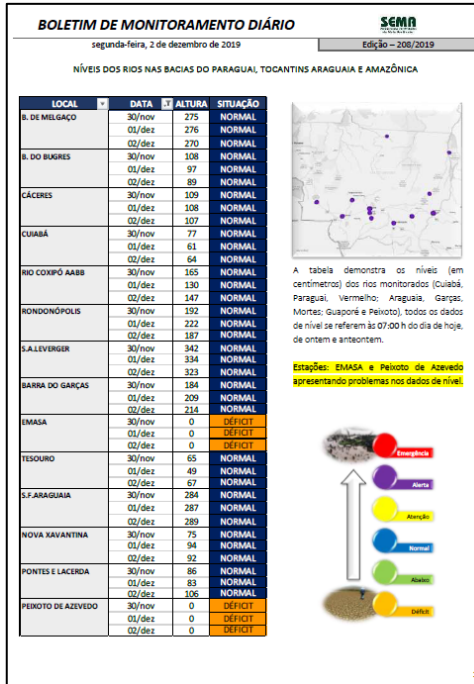 BOLETIM DE MONITORAMENTO DIÁRIO
SEMA
segunda-feira, 2 de dezembro de 2019
Edição – 208/2019
NÍVEIS DOS RIOS NAS BACIAS DO PARAGUAI, TOCANTINS ARAGUAIA E AMAZÔNICA
LOCAL DATA ALTURA SITUAÇÃO
B. DE MELGAÇO 30/nov 275 NORMAL
01/dez 276 NORMAL
02/dez 270 NORMAL
B. DO BUGRES 30/nov 108 NORMAL
01/dez 97 NORMAL
02/dez 89 NORMAL
CÁCERES 30/nov 109 NORMAL
01/dez 108 NORMAL
02/dez 107 NORMAL
CUIABÁ 30/nov 77 NORMAL
01/dez 61 NORMAL
02/dez 64 NORMAL
RIO COXIPÓ AABB 30/nov 165 NORMAL
01/dez 130 NORMAL
02/dez 147 NORMAL
RONDONÓPOLIS 30/nov 192 NORMAL
01/dez 222 NORMAL
02/dez 187 NORMAL
S.A.LEVERGER 30/nov 342 NORMAL
01/dez 334 NORMAL
02/dez 323 NORMAL
BARRA DO GARÇAS 30/nov 184 NORMAL
01/dez 209 NORMAL
02/dez 214 NORMAL
EMASA 30/nov 0 DÉFICIT
01/dez 0 DÉFICIT
02/dez 0 DÉFICIT
TESOURO 30/nov 65 NORMAL
01/dez 49 NORMAL
02/dez 67 NORMAL
S.F.ARAGUAIA 30/nov 284 NORMAL
01/dez 287 NORMAL
02/dez 289 NORMAL
NOVA XAVANTINA 30/nov 75 NORMAL
01/dez 94 NORMAL
02/dez 92 NORMAL
PONTES E LACERDA 30/nov 86 NORMAL
01/dez 83 NORMAL
02/dez 106 NORMAL
PEIXOTO DE AZEVEDO 30/nov 0 DÉFICIT
01/dez 0 DÉFICIT
02/dez 0 DÉFICIT
A tabela demonstra os níveis (em
centímetros) dos rios monitorados (Cuiabá,
Paraguai, Vermelho; Araguaia, Garças,
Mortes; Guaporé e Peixoto), todos os dados
de nível se referem às 07:00 h do dia de hoje,
de ontem e anteontem.
Estações: EMASA e Peixoto de Azevedo
apresentando problemas nos dados de nível.
Emergência
Alerta
Atenção
Normal
Abaixo
Déficit